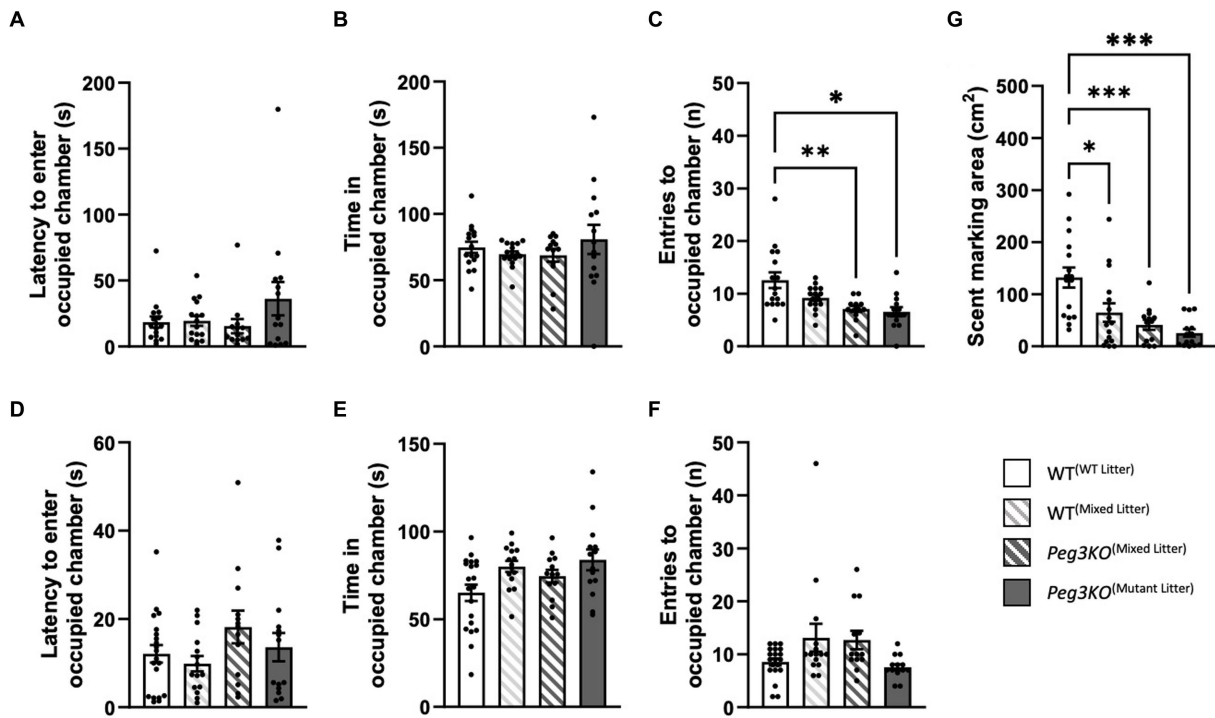 A
Latency to enter
occupied chamber (s)
200
150
100
50
0
B
Time in
occupied chamber (s)
200
150
100
50
0
C
Entries to
occupied chamber (n)
50
40
30
20
10
0
*
**
G
Scent marking area (cm²)
500
400
300
200
100
0
***
***
*
D
Latency to enter
occupied chamber (s)
60
40
20
0
E
Time in
occupied chamber (s)
150
100
50
0
F
Entries to
occupied chamber (n)
50
40
30
20
10
0
WT(WT Litter)
WT(Mixed Litter)
Peg3KO(Mixed Litter)
Peg3KO(Mutant Litter)